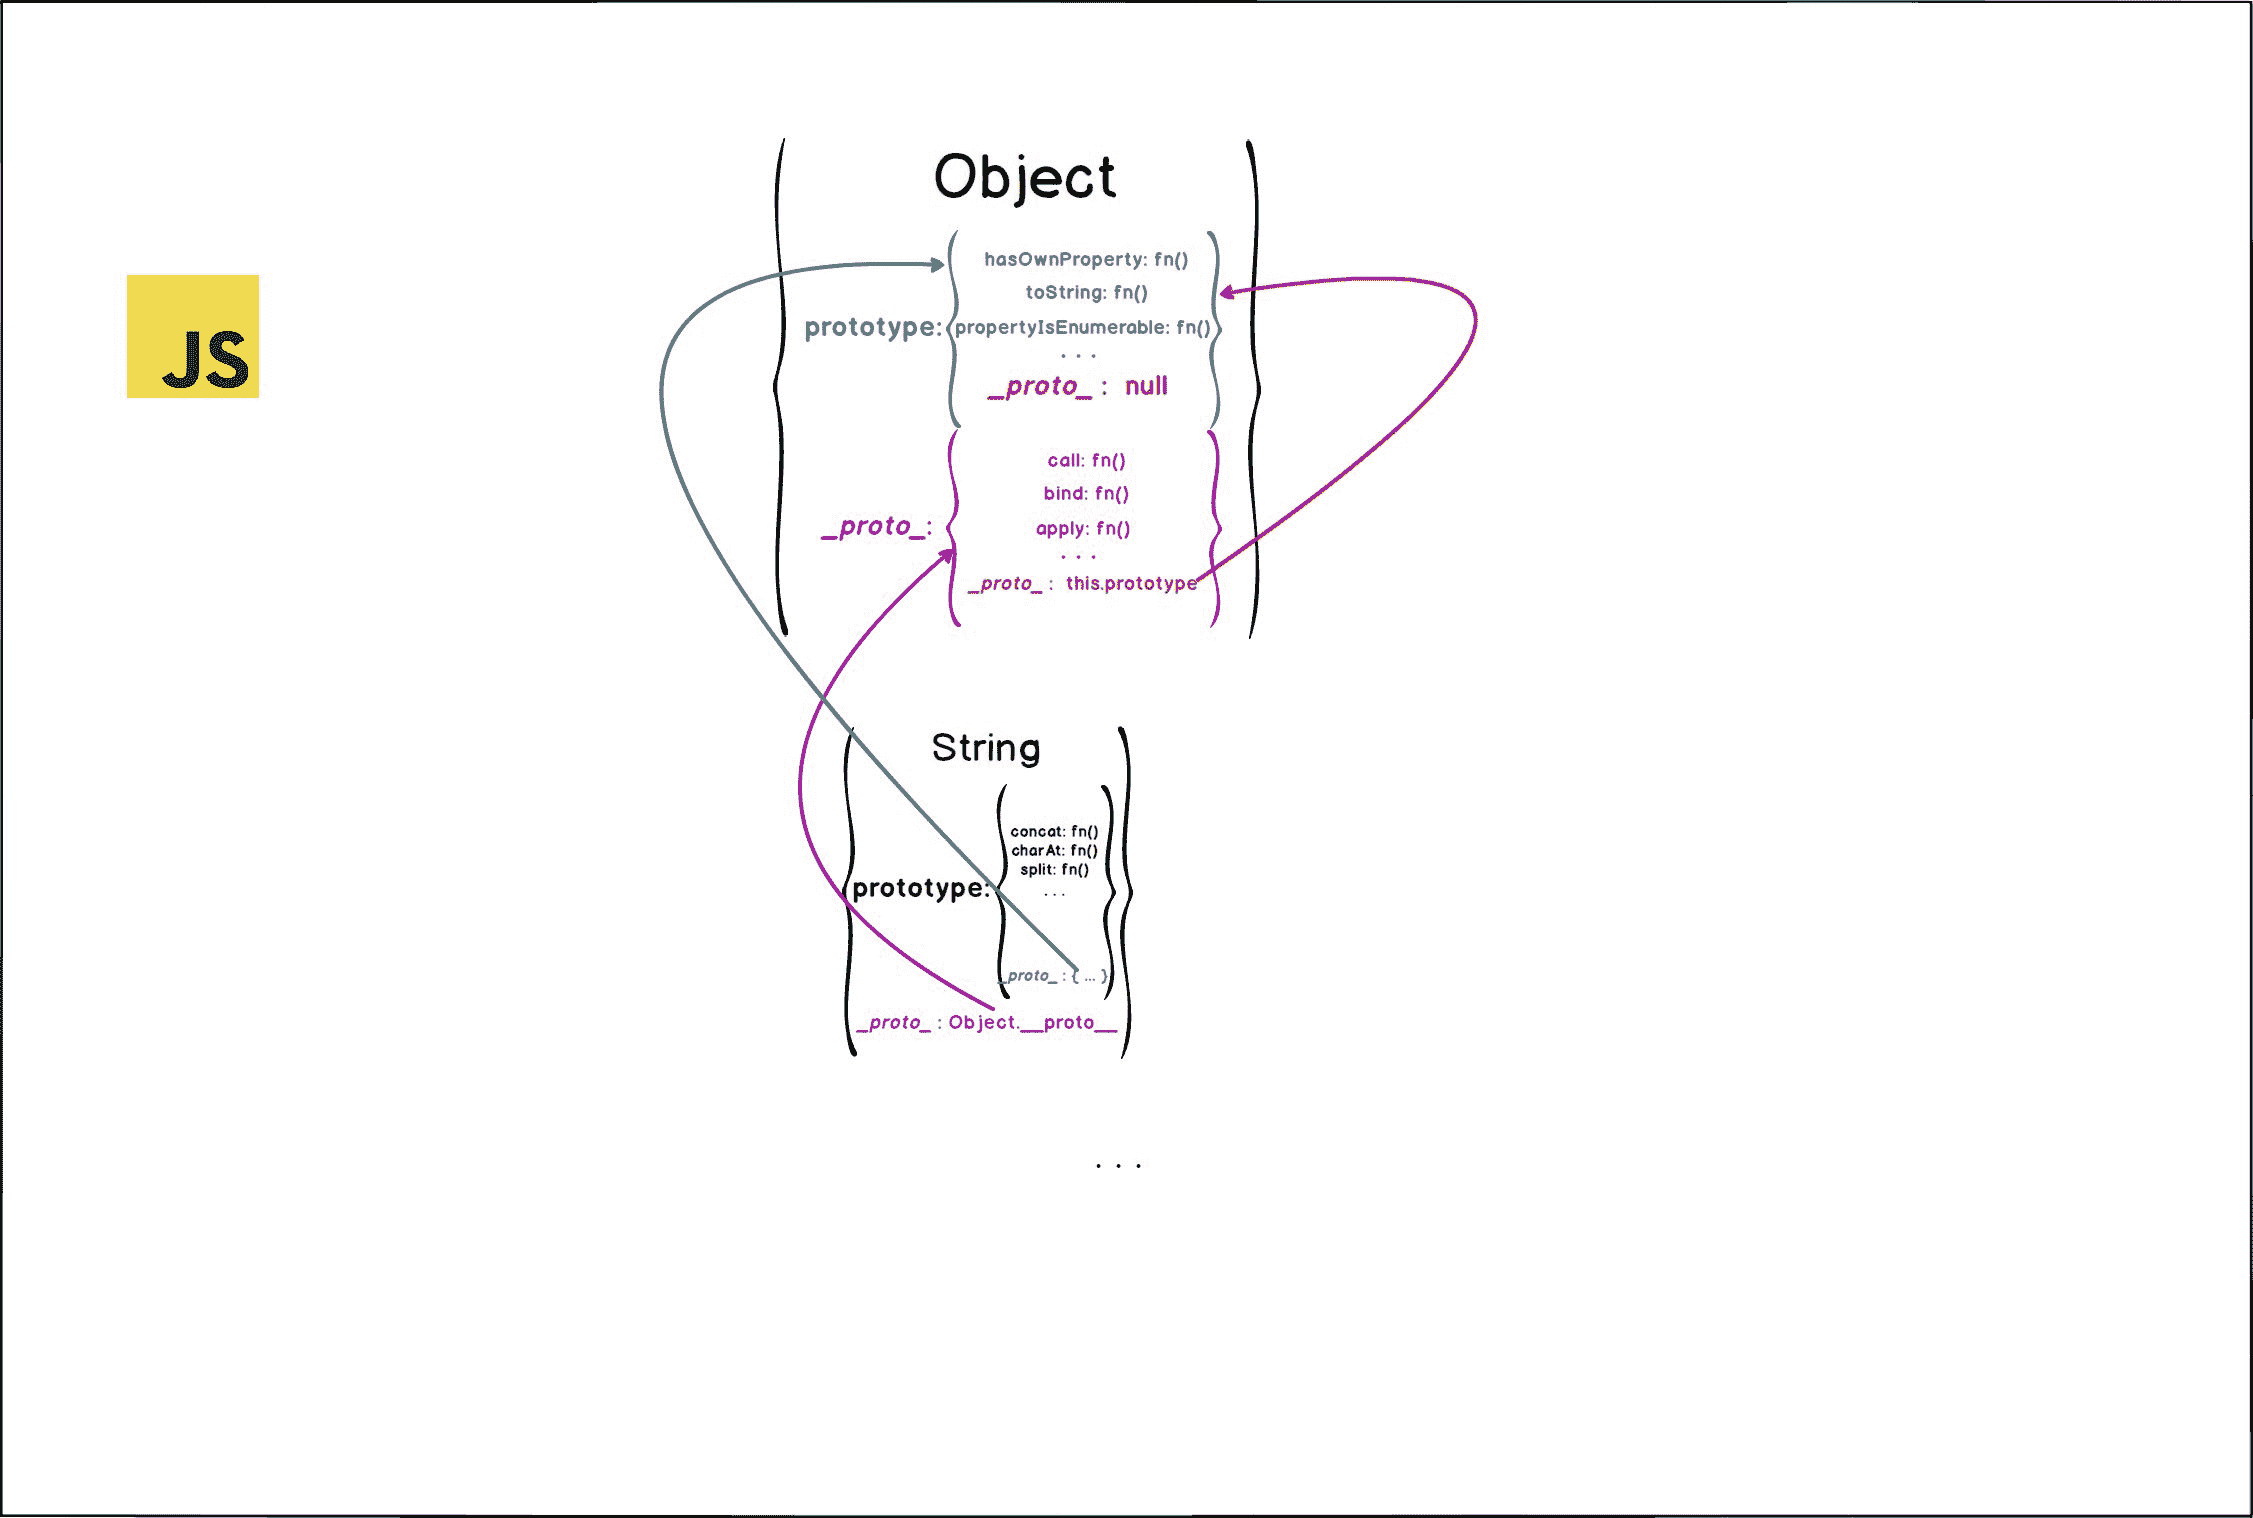 Object
JS
hasOwnProperty: fn()
toString: fn()
prototype: propertyIsEnumerable: fn()
. . .
_proto_ : null
call: fn()
bind: fn()
_proto_: apply: fn()
. . .
_proto_ : this.prototype
String
concat: fn()
charAt: fn()
split: fn()
prototype: . . .
_proto_ : { ... }
_proto_ : Object.__proto__
. . .